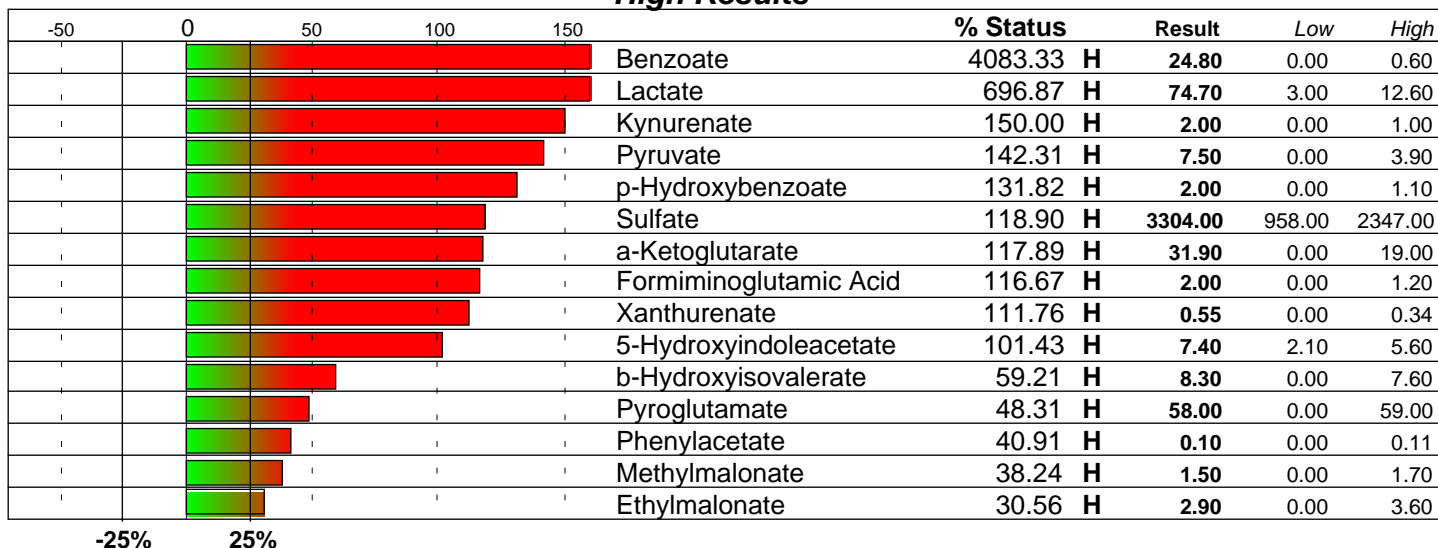 High Results
-50 0 50 100 150 % Status Result Low High
Benzoate 4083.33 H 24.80 0.00 0.60
Lactate 696.87 H 74.70 3.00 12.60
Kynurenate 150.00 H 2.00 0.00 1.00
Pyruvate 142.31 H 7.50 0.00 3.90
p-Hydroxybenzoate 131.82 H 2.00 0.00 1.10
Sulfate 118.90 H 3304.00 958.00 2347.00
a-Ketoglutarate 117.89 H 31.90 0.00 19.00
Formiminoglutamic Acid 116.67 H 2.00 0.00 1.20
Xanthurenate 111.76 H 0.55 0.00 0.34
5-Hydroxyindoleacetate 101.43 H 7.40 2.10 5.60
b-Hydroxyisovalerate 59.21 H 8.30 0.00 7.60
Pyroglutamate 48.31 H 58.00 0.00 59.00
Phenylacetate 40.91 H 0.10 0.00 0.11
Methylmalonate 38.24 H 1.50 0.00 1.70
Ethylmalonate 30.56 H 2.90 0.00 3.60
-25% 25%